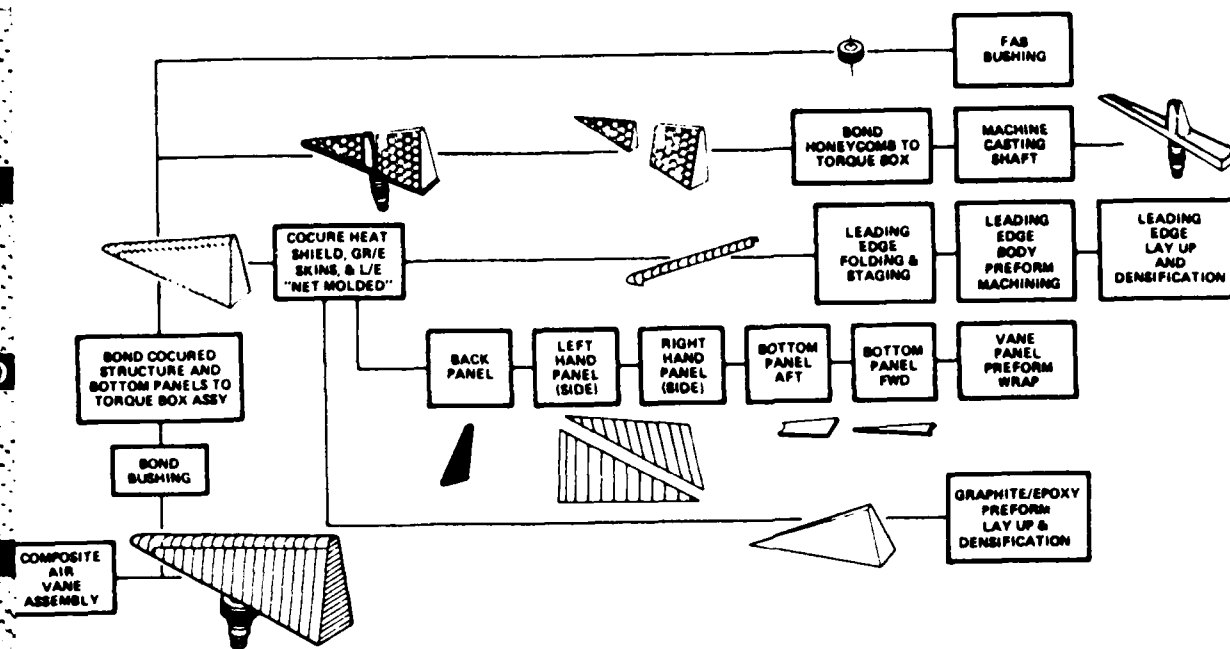 FAB
BUSHING
BOND
HONEYCOMB TO
TORQUE BOX
MACHINE
CASTING
SHAFT
COCURE HEAT
SHIELD, GR/E
SKINS, & L/E
"NET MOLDED"
LEADING
EDGE
FOLDING &
STAGING
LEADING
EDGE
BODY
PREFORM
MACHINING
LEADING
EDGE
LAY UP
AND
DENSIFICATION
BOND COCURED
STRUCTURE AND
BOTTOM PANELS TO
TORQUE BOX ASSY
BACK
PANEL
LEFT
HAND
PANEL
(SIDE)
RIGHT
HAND
PANEL
(SIDE)
BOTTOM
PANEL
AFT
BOTTOM
PANEL
FWD
VANE
PANEL
PREFORM
WRAP
BOND
BUSHING
GRAPHITE/EPOXY
PREFORM
LAY UP &
DENSIFICATION
COMPOSITE
AIR
VANE
ASSEMBLY